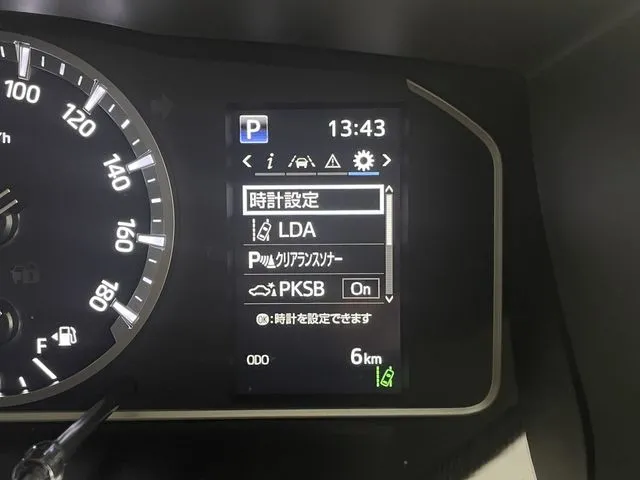 100
120
140
160
180
/h
F
P 13:43
i
時計設定
LDA
Pクリアランスソナー
PKSB On
OK:時計を設定できます
ODO 6km